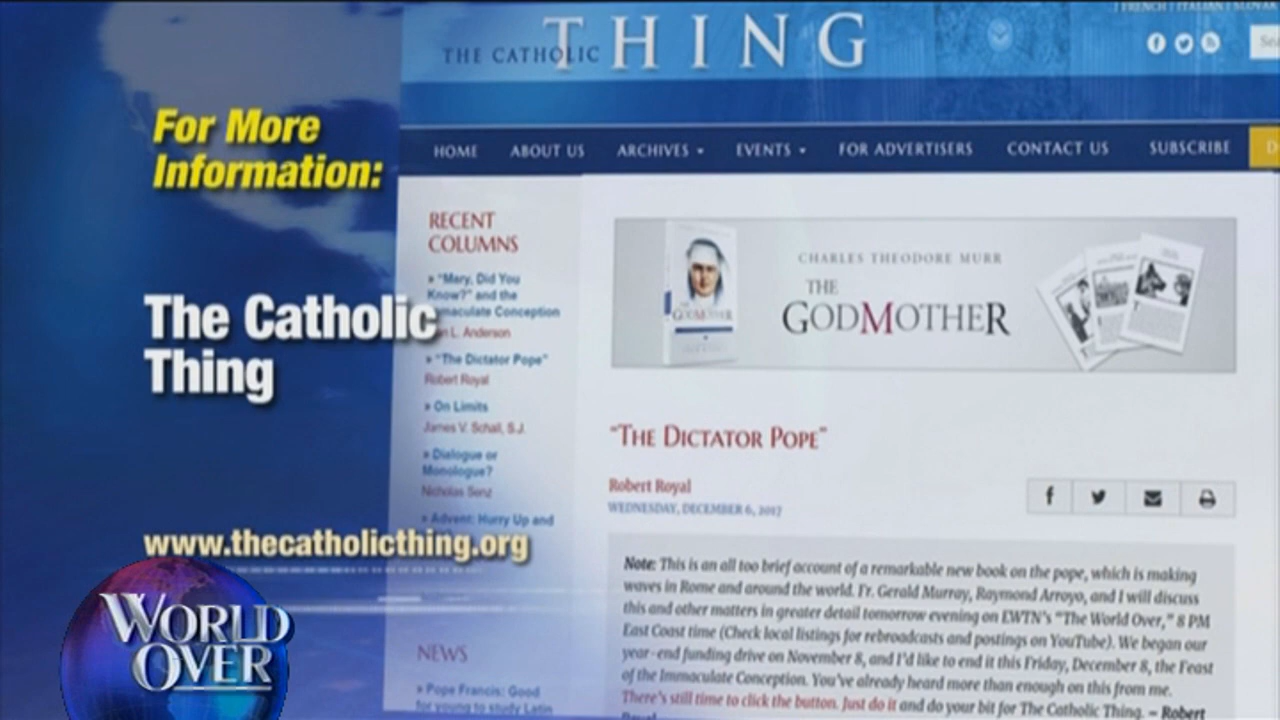 FRENCH | ITALIAN | SLOVAK
THE CATHOLIC THING
For More
Information:
HOME ABOUT US ARCHIVES EVENTS FOR ADVERTISERS CONTACT US SUBSCRIBE D
RECENT
COLUMNS
» "Mary, Did You
Know?" and the
maculate Conception
n L. Anderson
» "The Dictator Pope"
Robert Royal
» On Limits
James V. Schall, S.J.
» Dialogue or
Monologue?
Nicholas Senz
» Advent: Hurry Up and
The Catholic
Thing
www.thecatholicthing.org
WORLD
OVER
NEWS
» Pope Francis: Good
for young to study Latin
CHARLES THEODORE MURR
THE
GODMOTHER
GODMOTHER
"THE DICTATOR POPE"
Robert Royal
WEDNESDAY, DECEMBER 6, 2017
Note: This is an all too brief account of a remarkable new book on the pope, which is making
waves in Rome and around the world. Fr. Gerald Murray, Raymond Arroyo, and I will discuss
this and other matters in greater detail tomorrow evening on EWTN's "The World Over," 8 PM
East Coast time (Check local listings for rebroadcasts and postings on YouTube). We began our
year-end funding drive on November 8, and I'd like to end it this Friday, December 8, the Feast
of the Immaculate Conception. You've already heard more than enough on this from me.
There's still time to click the button. Just do it and do your bit for The Catholic Thing. – Robert
Royal